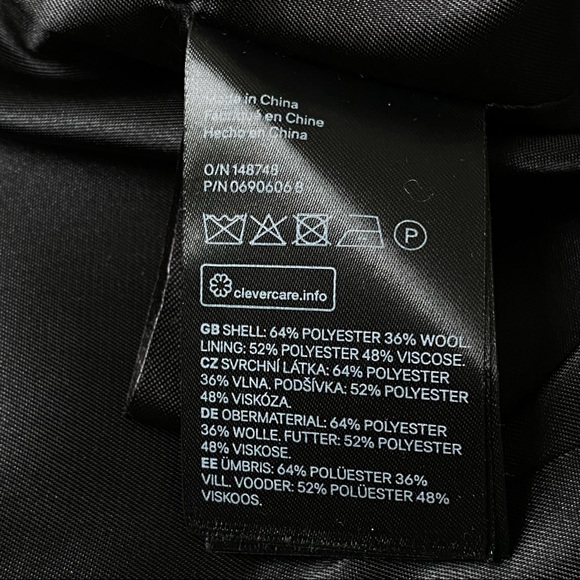 Made in China
Fabriqué en Chine
Hecho en China
O/N 148748
P/N 0690606 8
P
clevercare.info
GB SHELL: 64% POLYESTER 36% WOOL.
LINING: 52% POLYESTER 48% VISCOSE.
CZ SVRCHNÍ LÁTKA: 64% POLYESTER
36% VLNA. PODŠÍVKA: 52% POLYESTER
48% VISKÓZA.
DE OBERMATERIAL: 64% POLYESTER
36% WOLLE. FUTTER: 52% POLYESTER
48% VISKOSE.
EE ÜMBRIS: 64% POLÜESTER 36%
VILL. VOODER: 52% POLÜESTER 48%
VISKOOS.